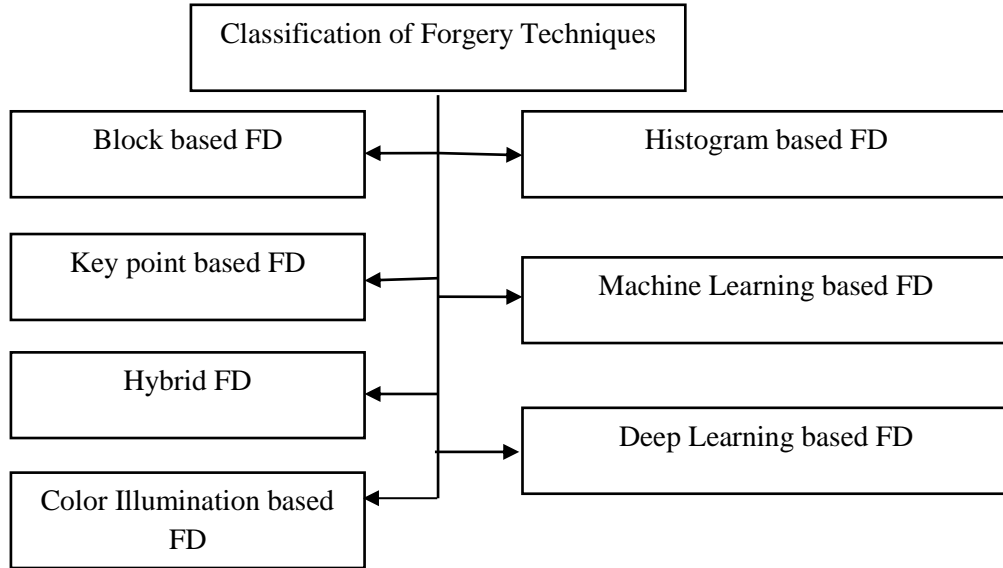 Classification of Forgery Techniques
Block based FD
Histogram based FD
Key point based FD
Machine Learning based FD
Hybrid FD
Deep Learning based FD
Color Illumination based
FD